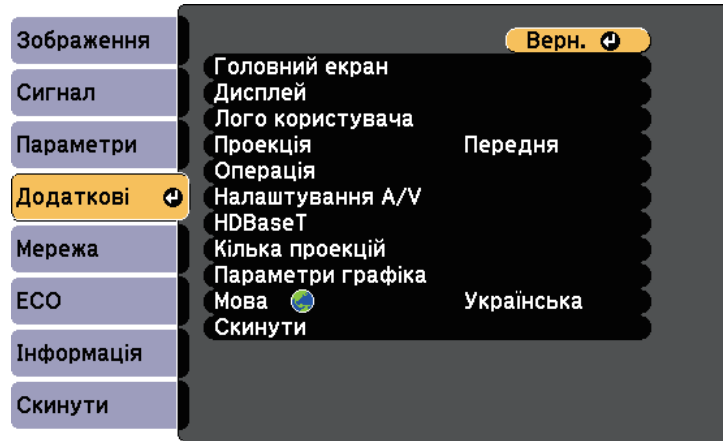 Зображення
Сигнал
Параметри
Додаткові
Мережа
ECO
Інформація
Скинути
Верн.
Головний екран
Дисплей
Лого користувача
Проекція Передня
Операція
Налаштування A/V
HDBaseT
Кілька проекцій
Параметри графіка
Мова Українська
Скинути